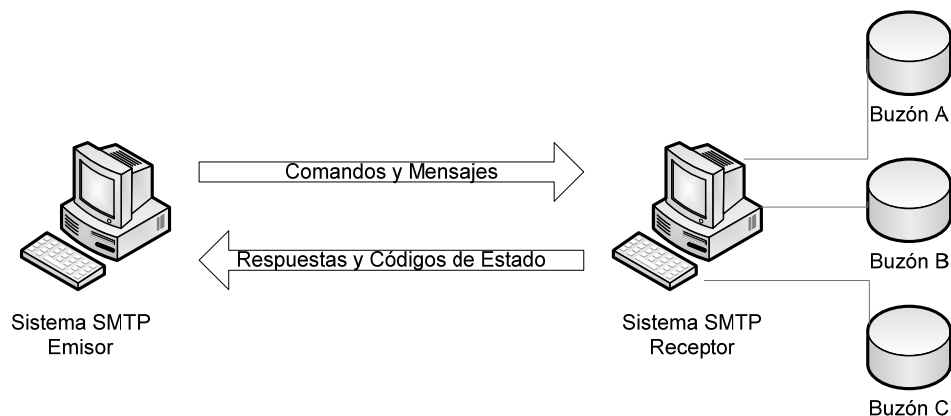 Comandos y Mensajes
Respuestas y Códigos de Estado
Sistema SMTP
Emisor
Sistema SMTP
Receptor
Buzón A
Buzón B
Buzón C